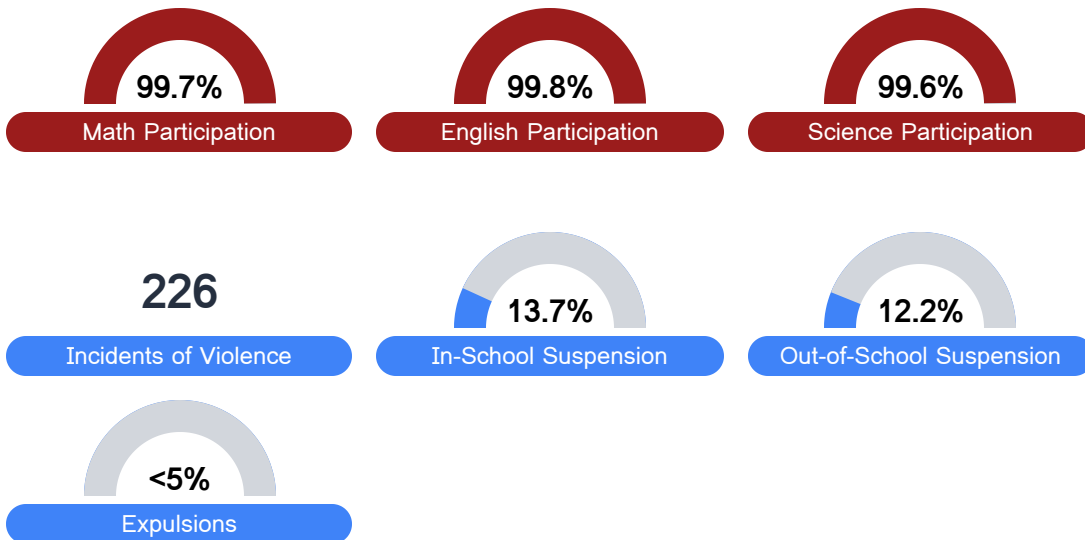 99.7%
99.8%
99.6%
Math Participation
English Participation
Science Participation
226
13.7%
12.2%
Incidents of Violence
In-School Suspension
Out-of-School Suspension
<5%
Expulsions